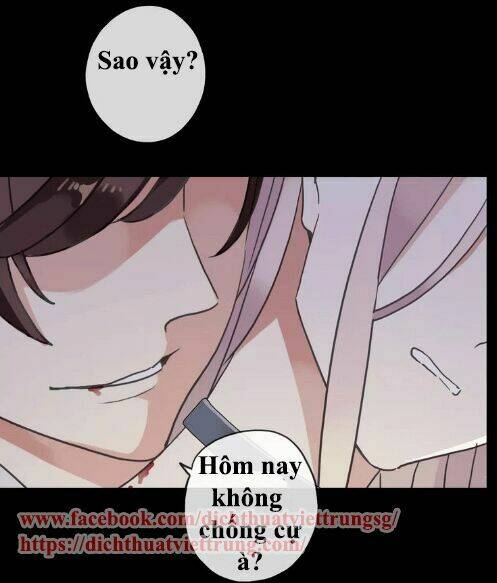 Sao vậy?
Hôm nay
không
www.facebook.com/dichthuatviettrungsg/
chống cự
https://dichthuatviettrung.com/
à?